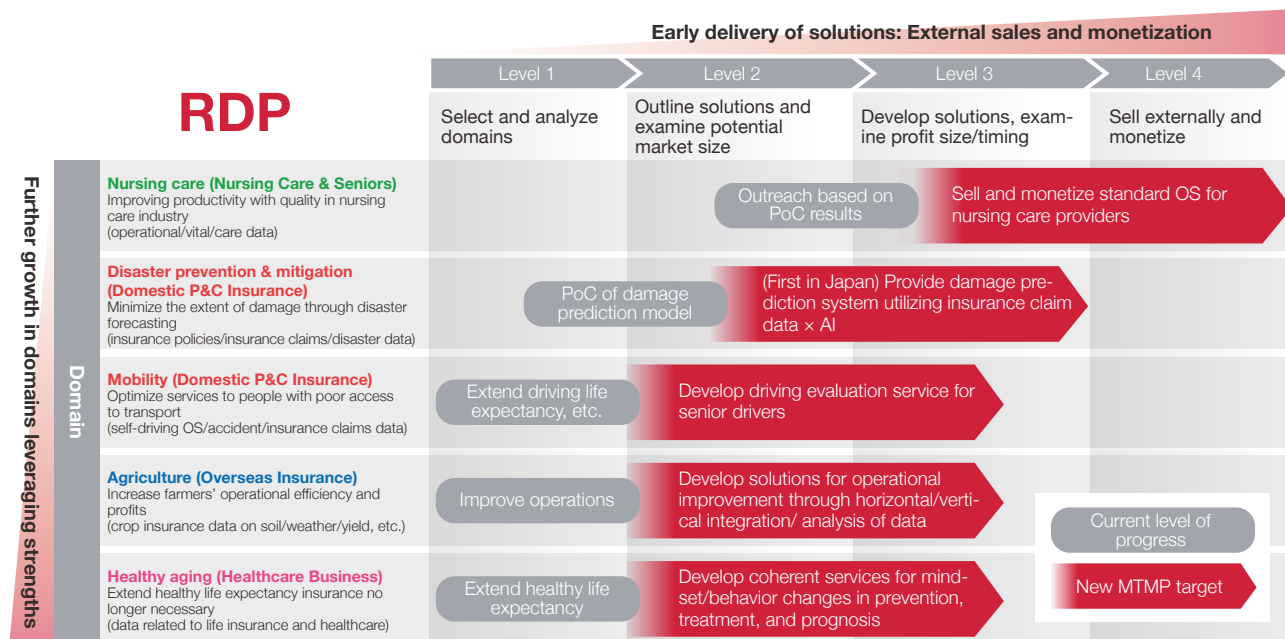 Early delivery of solutions: External sales and monetization
Level 1
Level 2
Level 3
Level 4
RDP
Select and analyze
domains
Outline solutions and
examine potential
market size
Develop solutions, exam-
ine profit size/timing
Sell externally and
monetize
Further growth in domains leveraging strengths
Domain
Nursing care (Nursing Care & Seniors)
Improving productivity with quality in nursing
care industry
(operational/vital/care data)
Outreach based on
PoC results
Sell and monetize standard OS for
nursing care providers
Disaster prevention & mitigation
(Domestic P&C Insurance)
Minimize the extent of damage through disaster
forecasting
(insurance policies/insurance claims/disaster data)
PoC of damage
prediction model
(First in Japan) Provide damage pre-
diction system utilizing insurance claim
data × AI
Mobility (Domestic P&C Insurance)
Optimize services to people with poor access
to transport
(self-driving OS/accident/insurance claims data)
Extend driving life
expectancy, etc.
Develop driving evaluation service for
senior drivers
Agriculture (Overseas Insurance)
Increase farmers' operational efficiency and
profits
(crop insurance data on soil/weather/yield, etc.)
Improve operations
Develop solutions for operational
improvement through horizontal/verti-
cal integration/ analysis of data
Healthy aging (Healthcare Business)
Extend healthy life expectancy insurance no
longer necessary
(data related to life insurance and healthcare)
Extend healthy life
expectancy
Develop coherent services for mind-
set/behavior changes in prevention,
treatment, and prognosis
Current level of
progress
New MTMP target